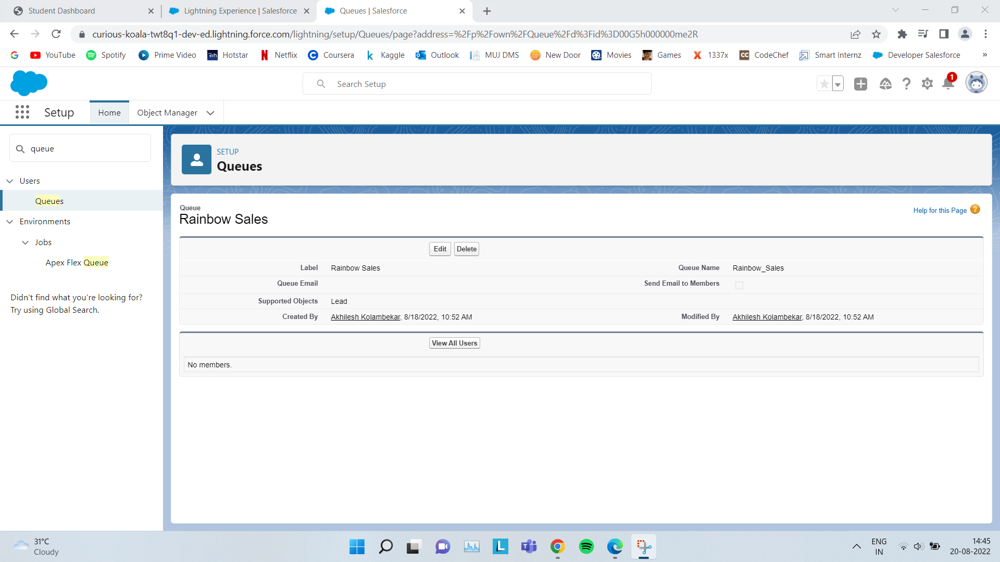 Student Dashboard
Lightning Experience | Salesforce
Queues | Salesforce
curious-koala-twt8q1-dev-ed.lightning.force.com/lightning/setup/Queues/page?address=%2Fp%2Fown%2FQueue%2Fd%3Fid%3D00G5h000000me2R
YouTube Spotify Prime Video Hotstar Netflix Coursera Kaggle Outlook MUJ DMS New Door Movies Games 1337x CodeChef Smart Internz Developer Salesforce »
Search Setup
1
Setup Home Object Manager
queue
Users
Queues
Environments
Jobs
Apex Flex Queue
Didn't find what you're looking for?
Try using Global Search.
SETUP
Queues
Queue
Rainbow Sales
Help for this Page ?
Edit Delete
Label Rainbow Sales Queue Name Rainbow_Sales
Queue Email Send Email to Members
Supported Objects Lead
Created By Akhilesh Kolambekar, 8/18/2022, 10:52 AM Modified By Akhilesh Kolambekar, 8/18/2022, 10:52 AM
View All Users
No members.
31°C
Cloudy
ENG
IN
14:45
20-08-2022